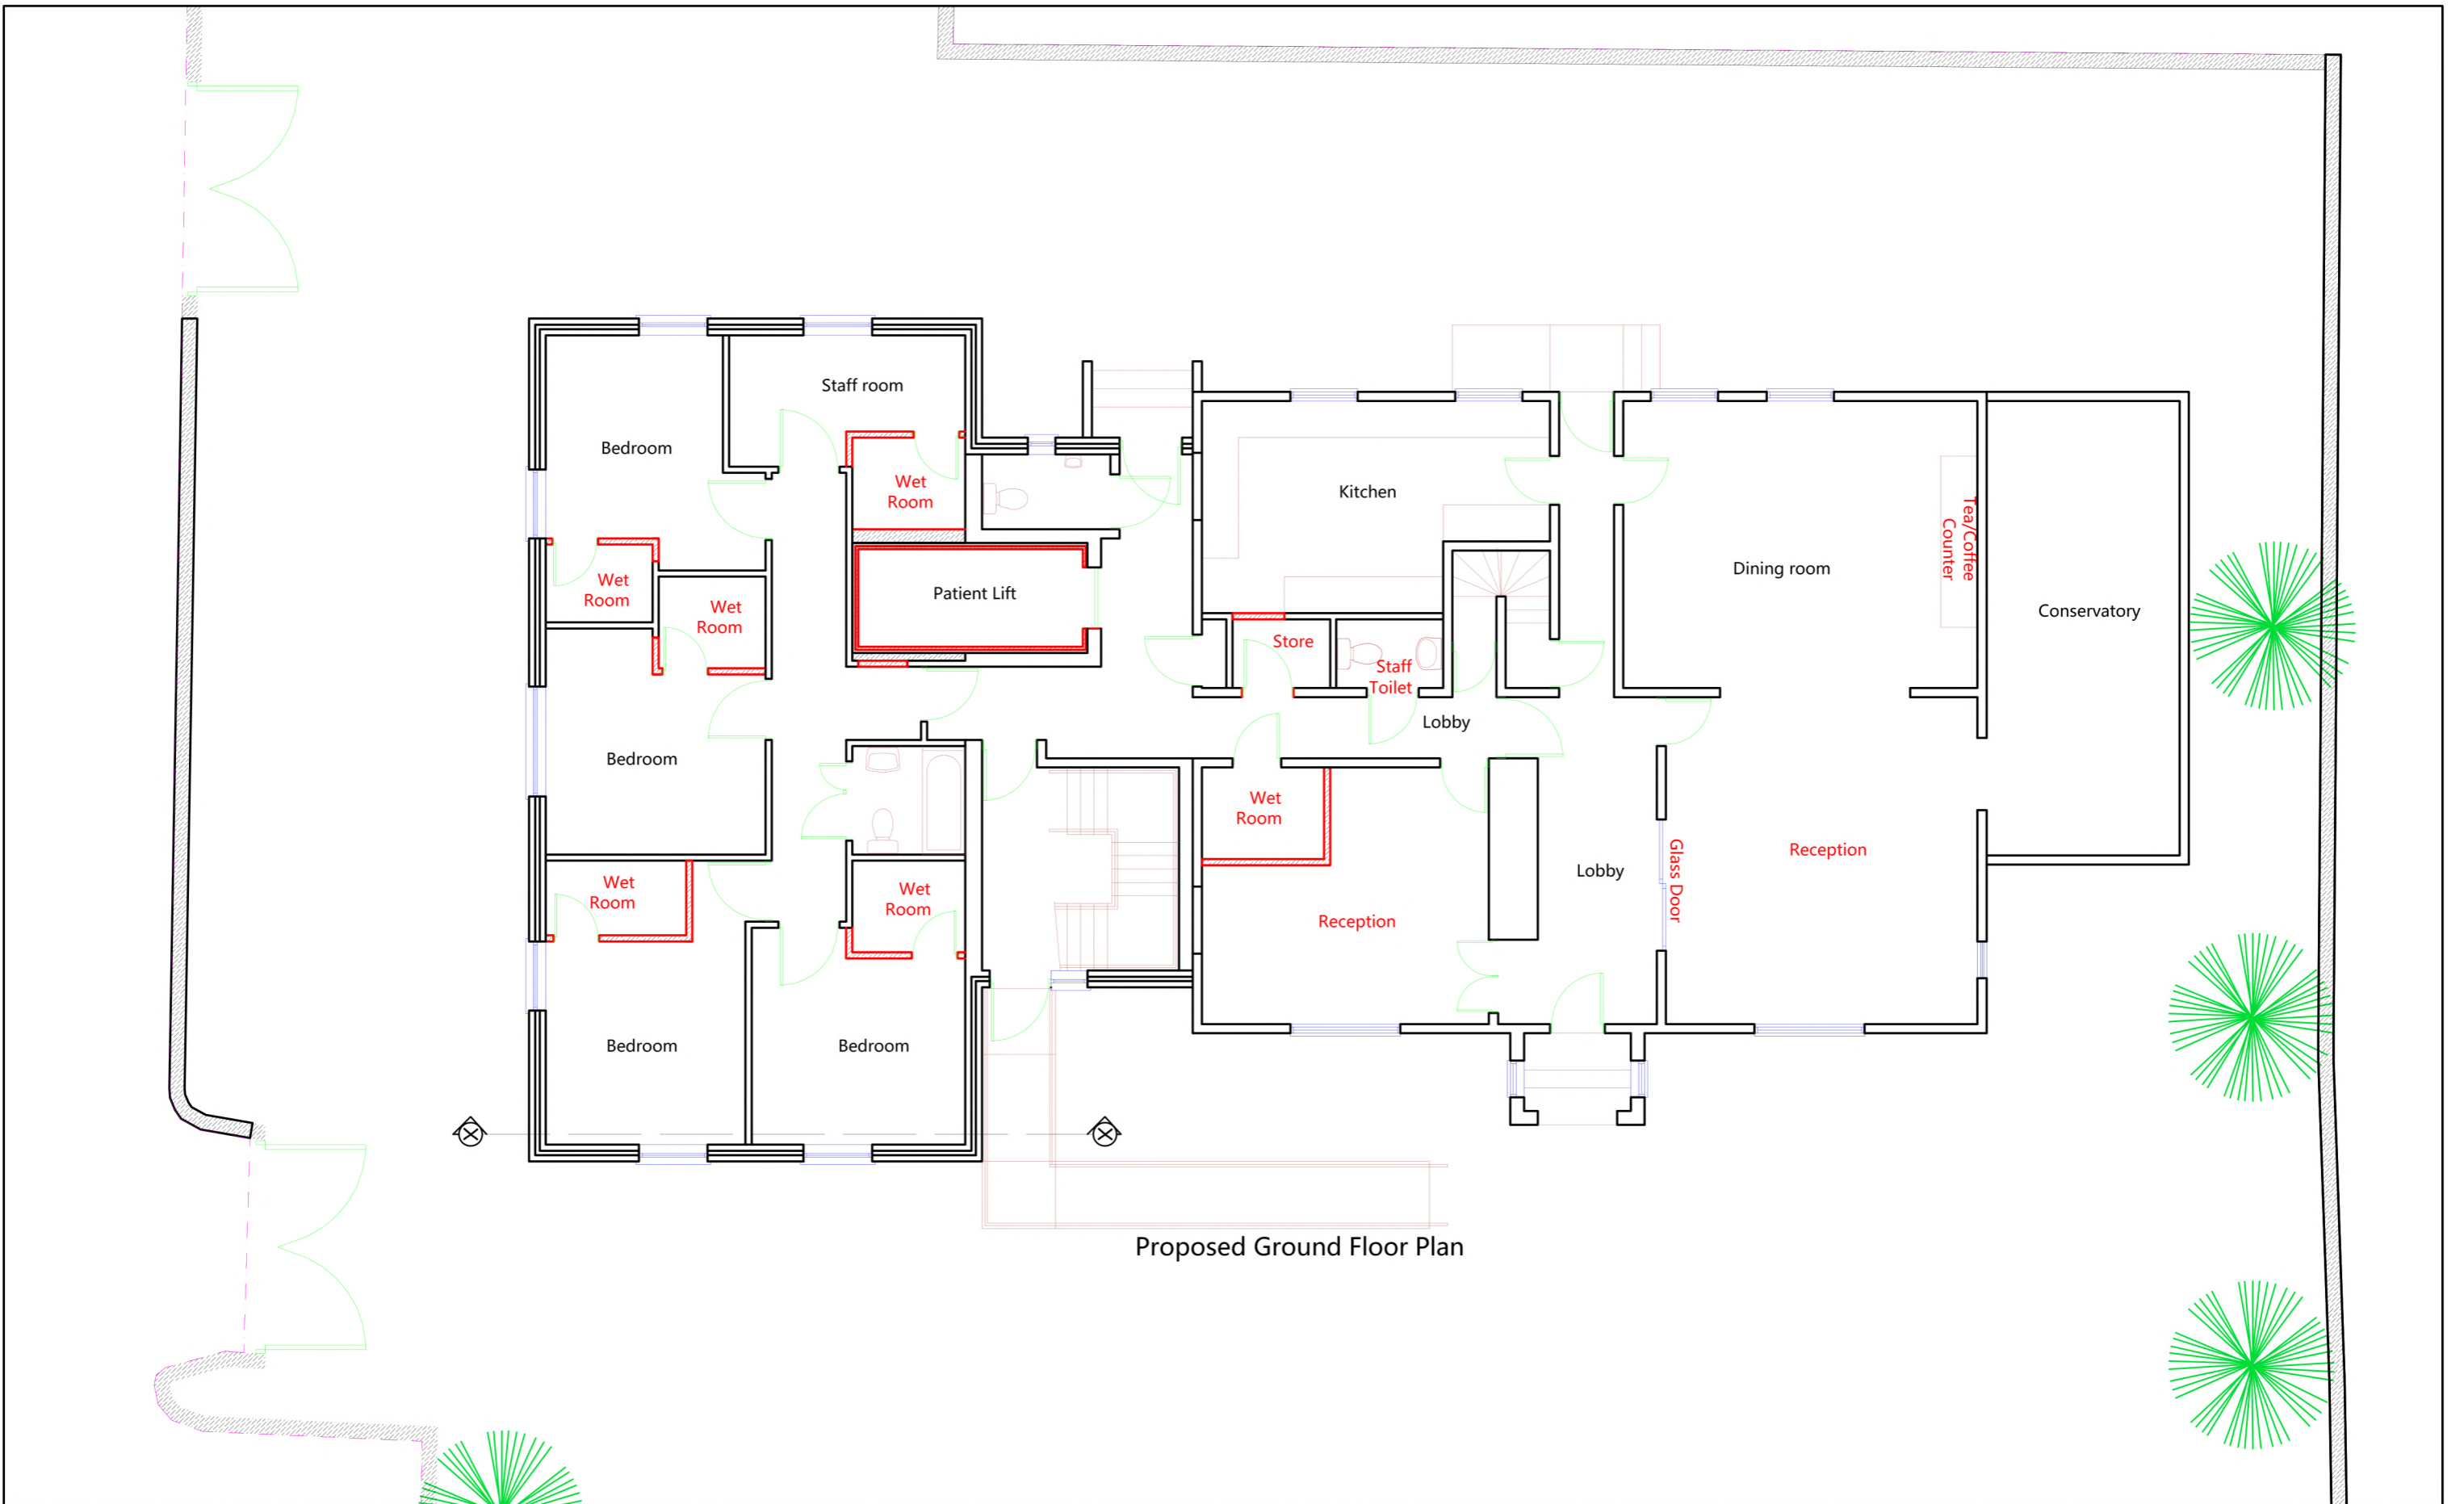 Staff room
Bedroom
Wet
Room
Kitchen
Tea/Coffee
Counter
Dining room
Patient Lift
Conservatory
Wet
Room
Wet
Room
Store
Staff
Toilet
Lobby
Bedroom
Wet
Room
Reception
Glass Door
Lobby
Wet
Room
Wet
Room
Reception
Bedroom
Bedroom
X
X
Proposed Ground Floor Plan